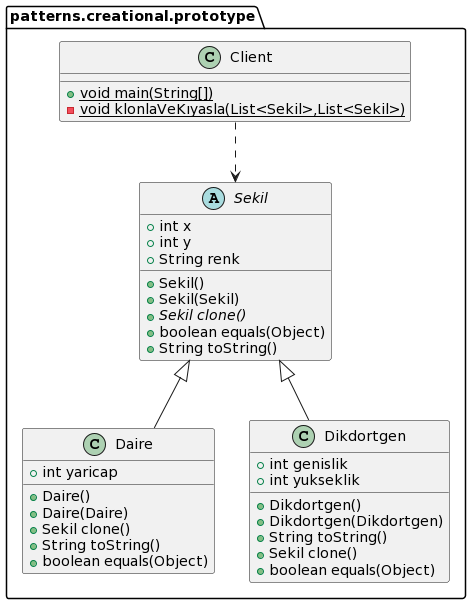 patterns.creational.prototype
C Client
void main(String[])
void klonlaVeKıyasla(List<Sekil>,List<Sekil>)
A Sekil
int x
int y
String renk
Sekil()
Sekil(Sekil)
Sekil clone()
boolean equals(Object)
String toString()
C Daire
int yaricap
Daire()
Daire(Daire)
Sekil clone()
String toString()
boolean equals(Object)
C Dikdortgen
int genislik
int yukseklik
Dikdortgen()
Dikdortgen(Dikdortgen)
String toString()
Sekil clone()
boolean equals(Object)